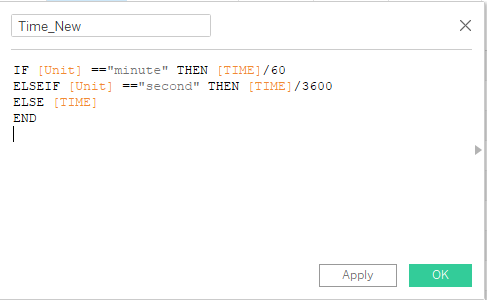 Time_New
IF [Unit] =="minute" THEN [TIME]/60
ELSEIF [Unit] =="second" THEN [TIME]/3600
ELSE [TIME]
END
Apply
OK